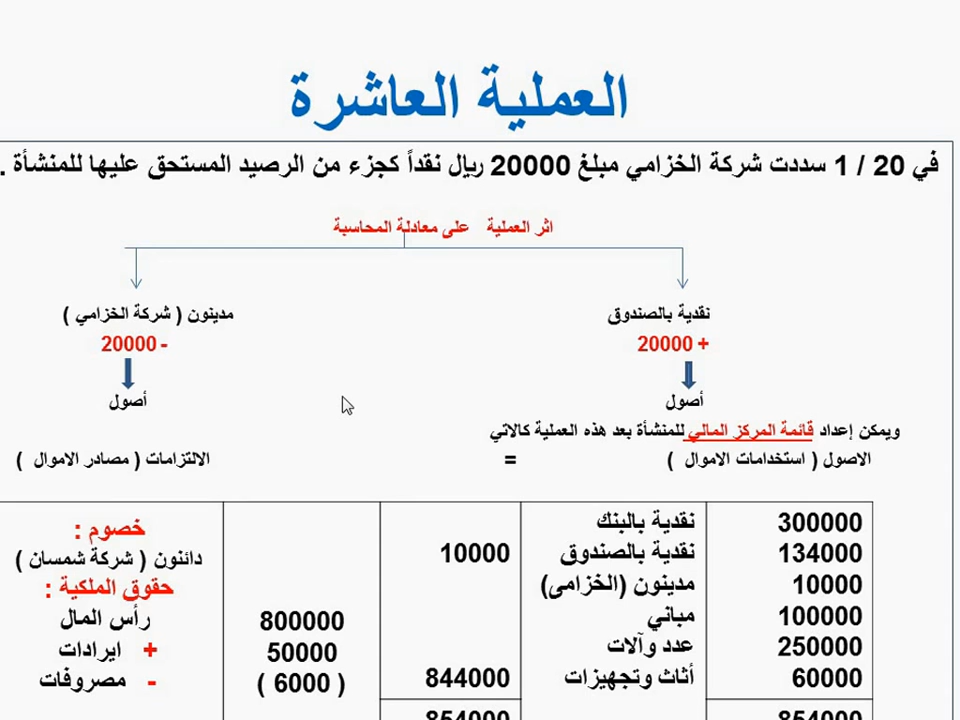 العملية العاشرة
في 20 / 1 سددت شركة الخزامي مبلغ 20000 ريال نقداً كجزء من الرصيد المستحق عليها للمنشأة .
اثر العملية على معادلة المحاسبة
نقدية بالصندوق مدينون ( شركة الخزامي )
+ 20000 - 20000
أصول أصول
ويمكن إعداد قائمة المركز المالي للمنشأة بعد هذه العملية كالاتي
الاصول ( استخدامات الاموال ) = الالتزامات ( مصادر الاموال )
300000 نقدية بالبنك خصوم :
134000 نقدية بالصندوق 10000 دائنون ( شركة شمسان )
10000 مدينون (الخزامى) حقوق الملكية :
100000 مباني 800000 رأس المال
250000 عدد وآلات 50000 + ايرادات
60000 أثاث وتجهيزات 844000 ( 6000 ) - مصروفات
854000 854000